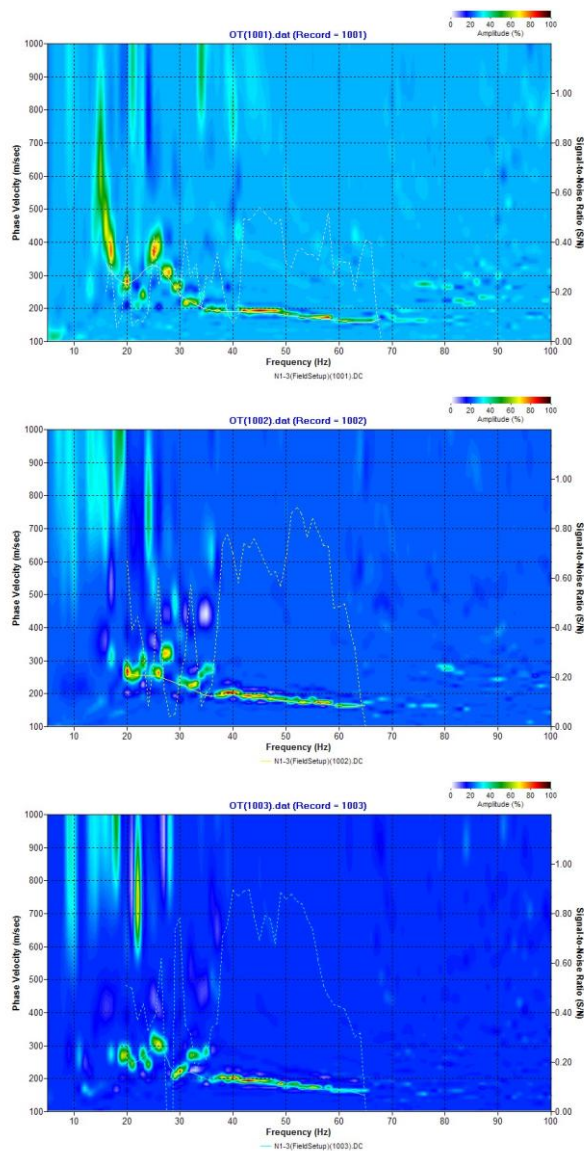 OT(1001).dat (Record = 1001)
0 20 40 60 80 100
Amplitude (%)
Phase Velocity (m/sec)
1000
900
800
700
600
500
400
300
200
100
Signal-to-Noise Ratio (S/N)
1.00
0.80
0.60
0.40
0.20
0.00
10 20 30 40 50 60 70 80 90 100
Frequency (Hz)
N1-3(FieldSetup)(1001).DC
OT(1002).dat (Record = 1002)
0 20 40 60 80 100
Amplitude (%)
Phase Velocity (m/sec)
1000
900
800
700
600
500
400
300
200
100
Signal-to-Noise Ratio (S/N)
1.00
0.80
0.60
0.40
0.20
0.00
10 20 30 40 50 60 70 80 90 100
Frequency (Hz)
N1-3(FieldSetup)(1002).DC
OT(1003).dat (Record = 1003)
0 20 40 60 80 100
Amplitude (%)
Phase Velocity (m/sec)
1000
900
800
700
600
500
400
300
200
100
Signal-to-Noise Ratio (S/N)
1.00
0.80
0.60
0.40
0.20
0.00
10 20 30 40 50 60 70 80 90 100
Frequency (Hz)
N1-3(FieldSetup)(1003).DC